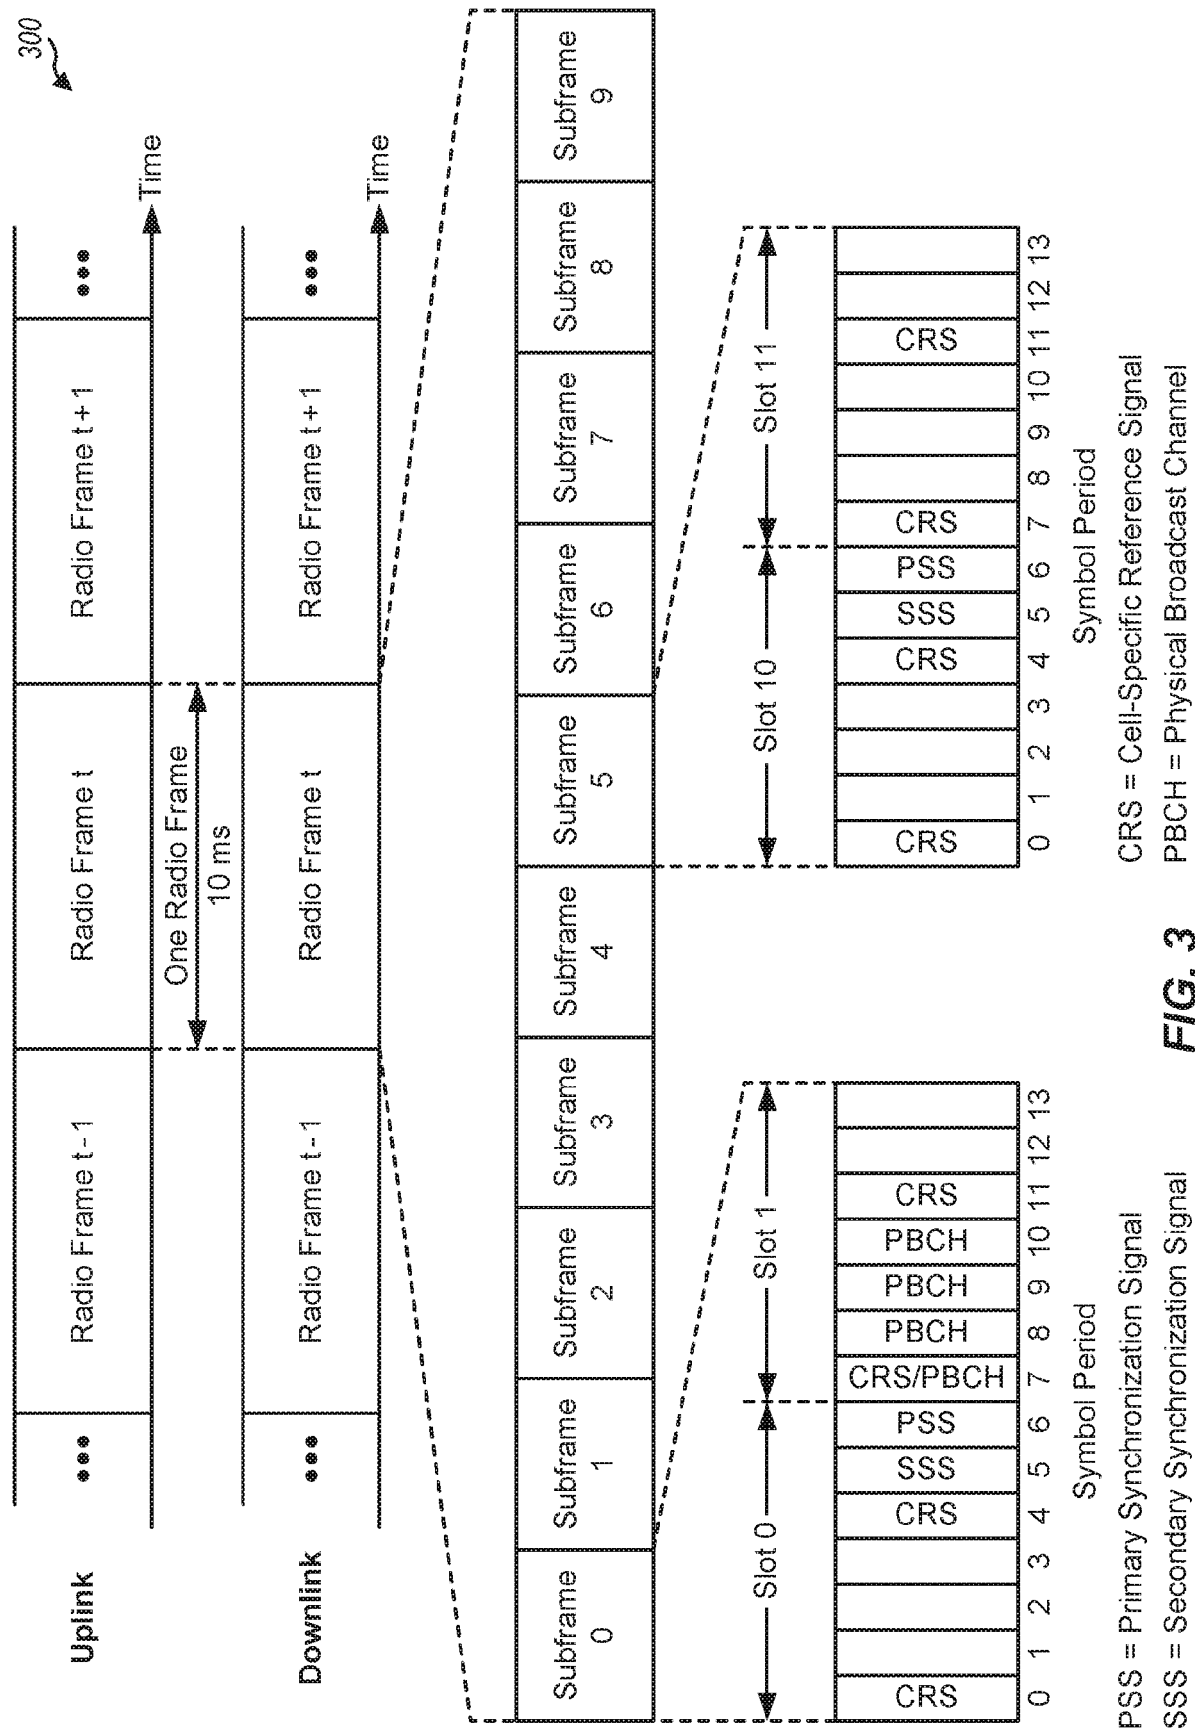 300
Uplink
••• Radio Frame t - 1 Radio Frame t Radio Frame t + 1 •••
Time
One Radio Frame
10 ms
Downlink
••• Radio Frame t - 1 Radio Frame t Radio Frame t + 1 •••
Time
Subframe Subframe Subframe Subframe Subframe Subframe Subframe Subframe Subframe Subframe
0 1 2 3 4 5 6 7 8 9
Slot 0 Slot 1
CRS CRS SSS PSS CRS/PBCH PBCH PBCH PBCH CRS
0 1 2 3 4 5 6 7 8 9 10 11 12 13
Symbol Period
Slot 10 Slot 11
CRS CRS SSS PSS CRS CRS
0 1 2 3 4 5 6 7 8 9 10 11 12 13
Symbol Period
PSS = Primary Synchronization Signal
SSS = Secondary Synchronization Signal
CRS = Cell-Specific Reference Signal
PBCH = Physical Broadcast Channel
FIG. 3